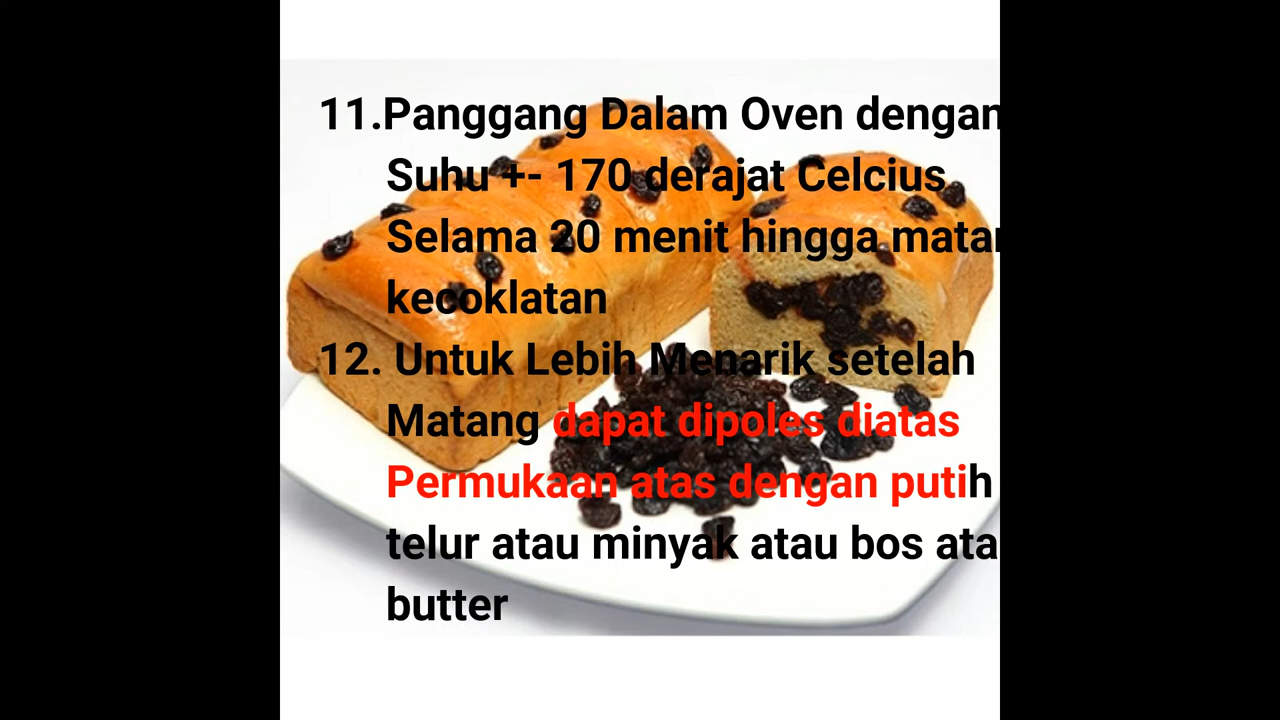 11.Panggang Dalam Oven dengan
Suhu +- 170 derajat Celcius
Selama 20 menit hingga matan
kecoklatan
12. Untuk Lebih Menarik setelah
Matang dapat dipoles diatas
Permukaan atas dengan putih
telur atau minyak atau bos ata
butter